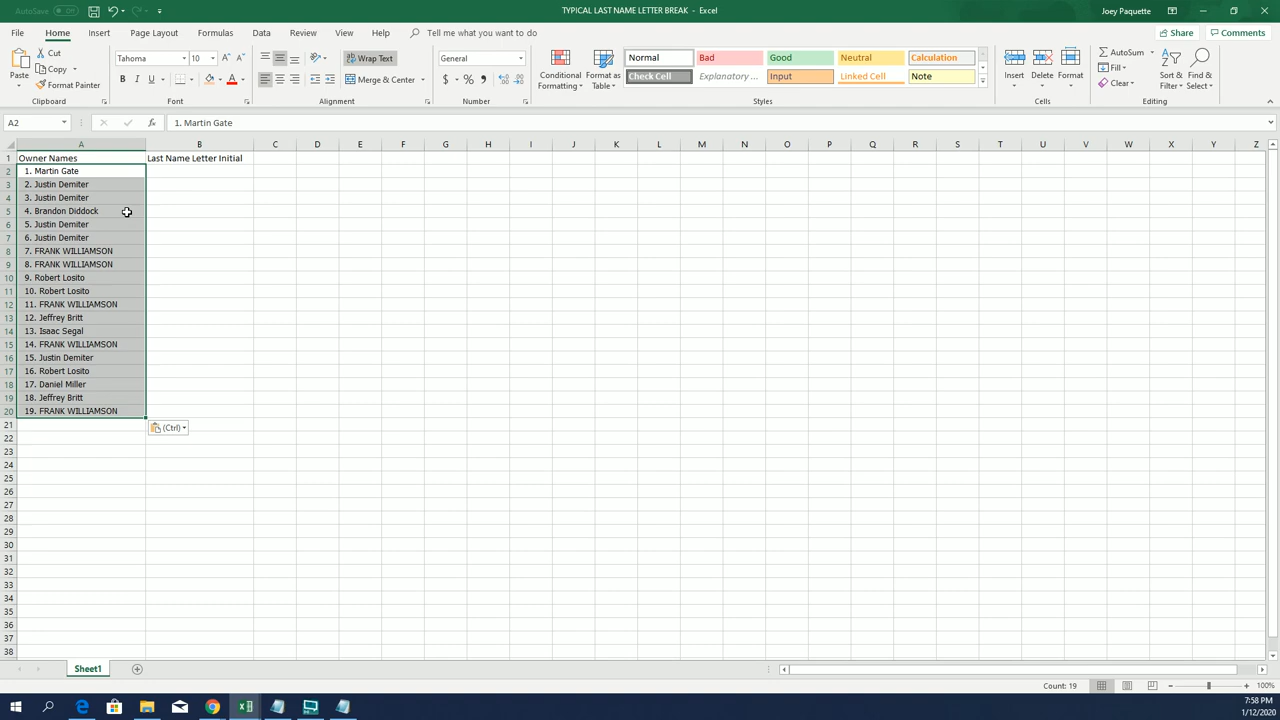 AutoSave Off TYPICAL LAST NAME LETTER BREAK - Excel Joey Paquette
File Home Insert Page Layout Formulas Data Review View Help Tell me what you want to do Share Comments
Paste Cut Copy Format Painter
Clipboard
Tahoma 10
B I U
Font
Wrap Text
Merge & Center
Alignment
General
$ % ,
Number
Conditional Formatting
Format as Table
Normal Bad Good Neutral Calculation
Check Cell Explanatory ... Input Linked Cell Note
Styles
Insert Delete Format
Cells
AutoSum
Fill
Clear
Sort & Filter
Find & Select
Editing
A2 fx 1. Martin Gate
A B C D E F G H I J K L M N O P Q R S T U V W X Y Z
1 Owner Names Last Name Letter Initial
2 1. Martin Gate
3 2. Justin Demiter
4 3. Justin Demiter
5 4. Brandon Diddock
6 5. Justin Demiter
7 6. Justin Demiter
8 7. FRANK WILLIAMSON
9 8. FRANK WILLIAMSON
10 9. Robert Losito
11 10. Robert Losito
12 11. FRANK WILLIAMSON
13 12. Jeffrey Britt
14 13. Isaac Segal
15 14. FRANK WILLIAMSON
16 15. Justin Demiter
17 16. Robert Losito
18 17. Daniel Miller
19 18. Jeffrey Britt
20 19. FRANK WILLIAMSON
21 (Ctrl)
22
23
24
25
26
27
28
29
30
31
32
33
34
35
36
37
38
Sheet1
Count: 19 100%
7:58 PM
1/12/2020